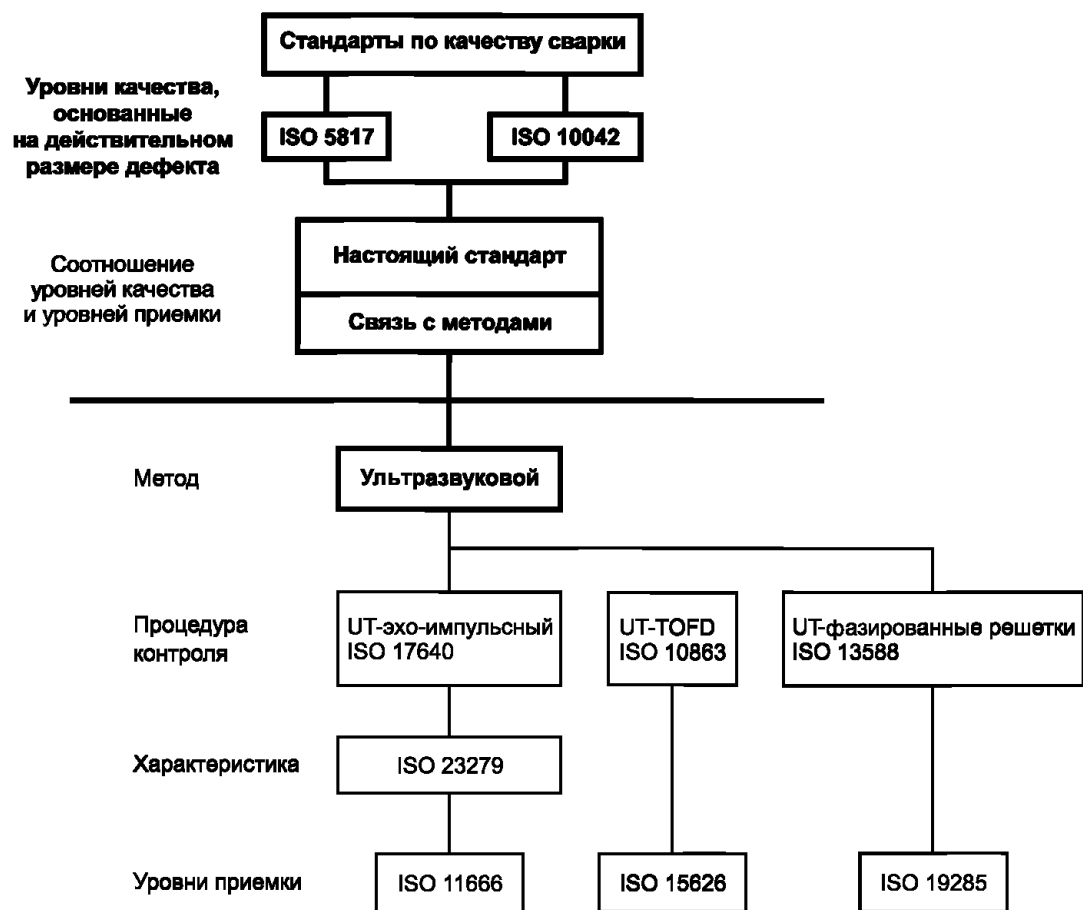 Стандарты по качеству сварки
Уровни качества,
основанные
на действительном
размере дефекта
ISO 5817
ISO 10042
Соотношение
уровней качества
и уровней приемки
Настоящий стандарт
Связь с методами
Метод
Ультразвуковой
Процедура
контроля
UT-эхо-импульсный
ISO 17640
UT-TOFD
ISO 10863
UT-фазированные решетки
ISO 13588
Характеристика
ISO 23279
Уровни приемки
ISO 11666
ISO 15626
ISO 19285